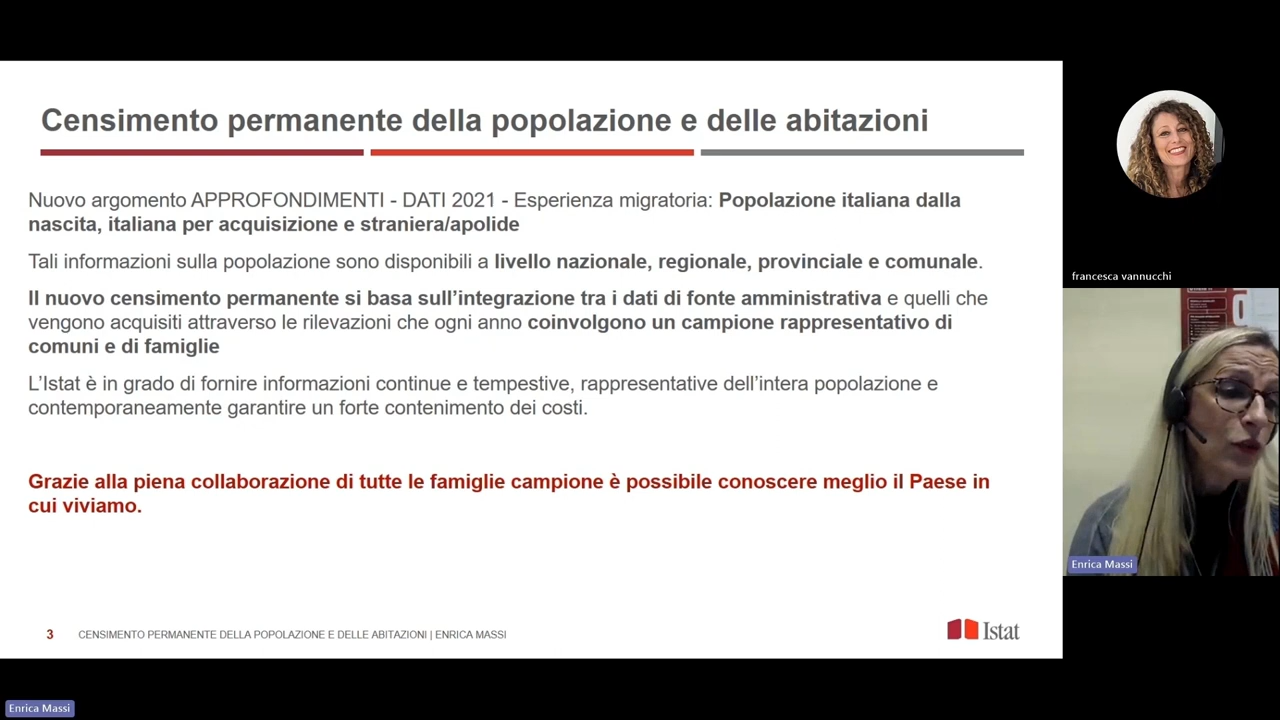 Censimento permanente della popolazione e delle abitazioni
Nuovo argomento APPROFONDIMENTI - DATI 2021 - Esperienza migratoria: Popolazione italiana dalla
nascita, italiana per acquisizione e straniera/apolide
Tali informazioni sulla popolazione sono disponibili a livello nazionale, regionale, provinciale e comunale.
Il nuovo censimento permanente si basa sull'integrazione tra i dati di fonte amministrativa e quelli che
vengono acquisiti attraverso le rilevazioni che ogni anno coinvolgono un campione rappresentativo di
comuni e di famiglie
L'Istat è in grado di fornire informazioni continue e tempestive, rappresentative dell'intera popolazione e
contemporaneamente garantire un forte contenimento dei costi.
Grazie alla piena collaborazione di tutte le famiglie campione è possibile conoscere meglio il Paese in
cui viviamo.
3 CENSIMENTO PERMANENTE DELLA POPOLAZIONE E DELLE ABITAZIONI | ENRICA MASSI
Istat
francesca vannucchi
Enrica Massi
Enrica Massi